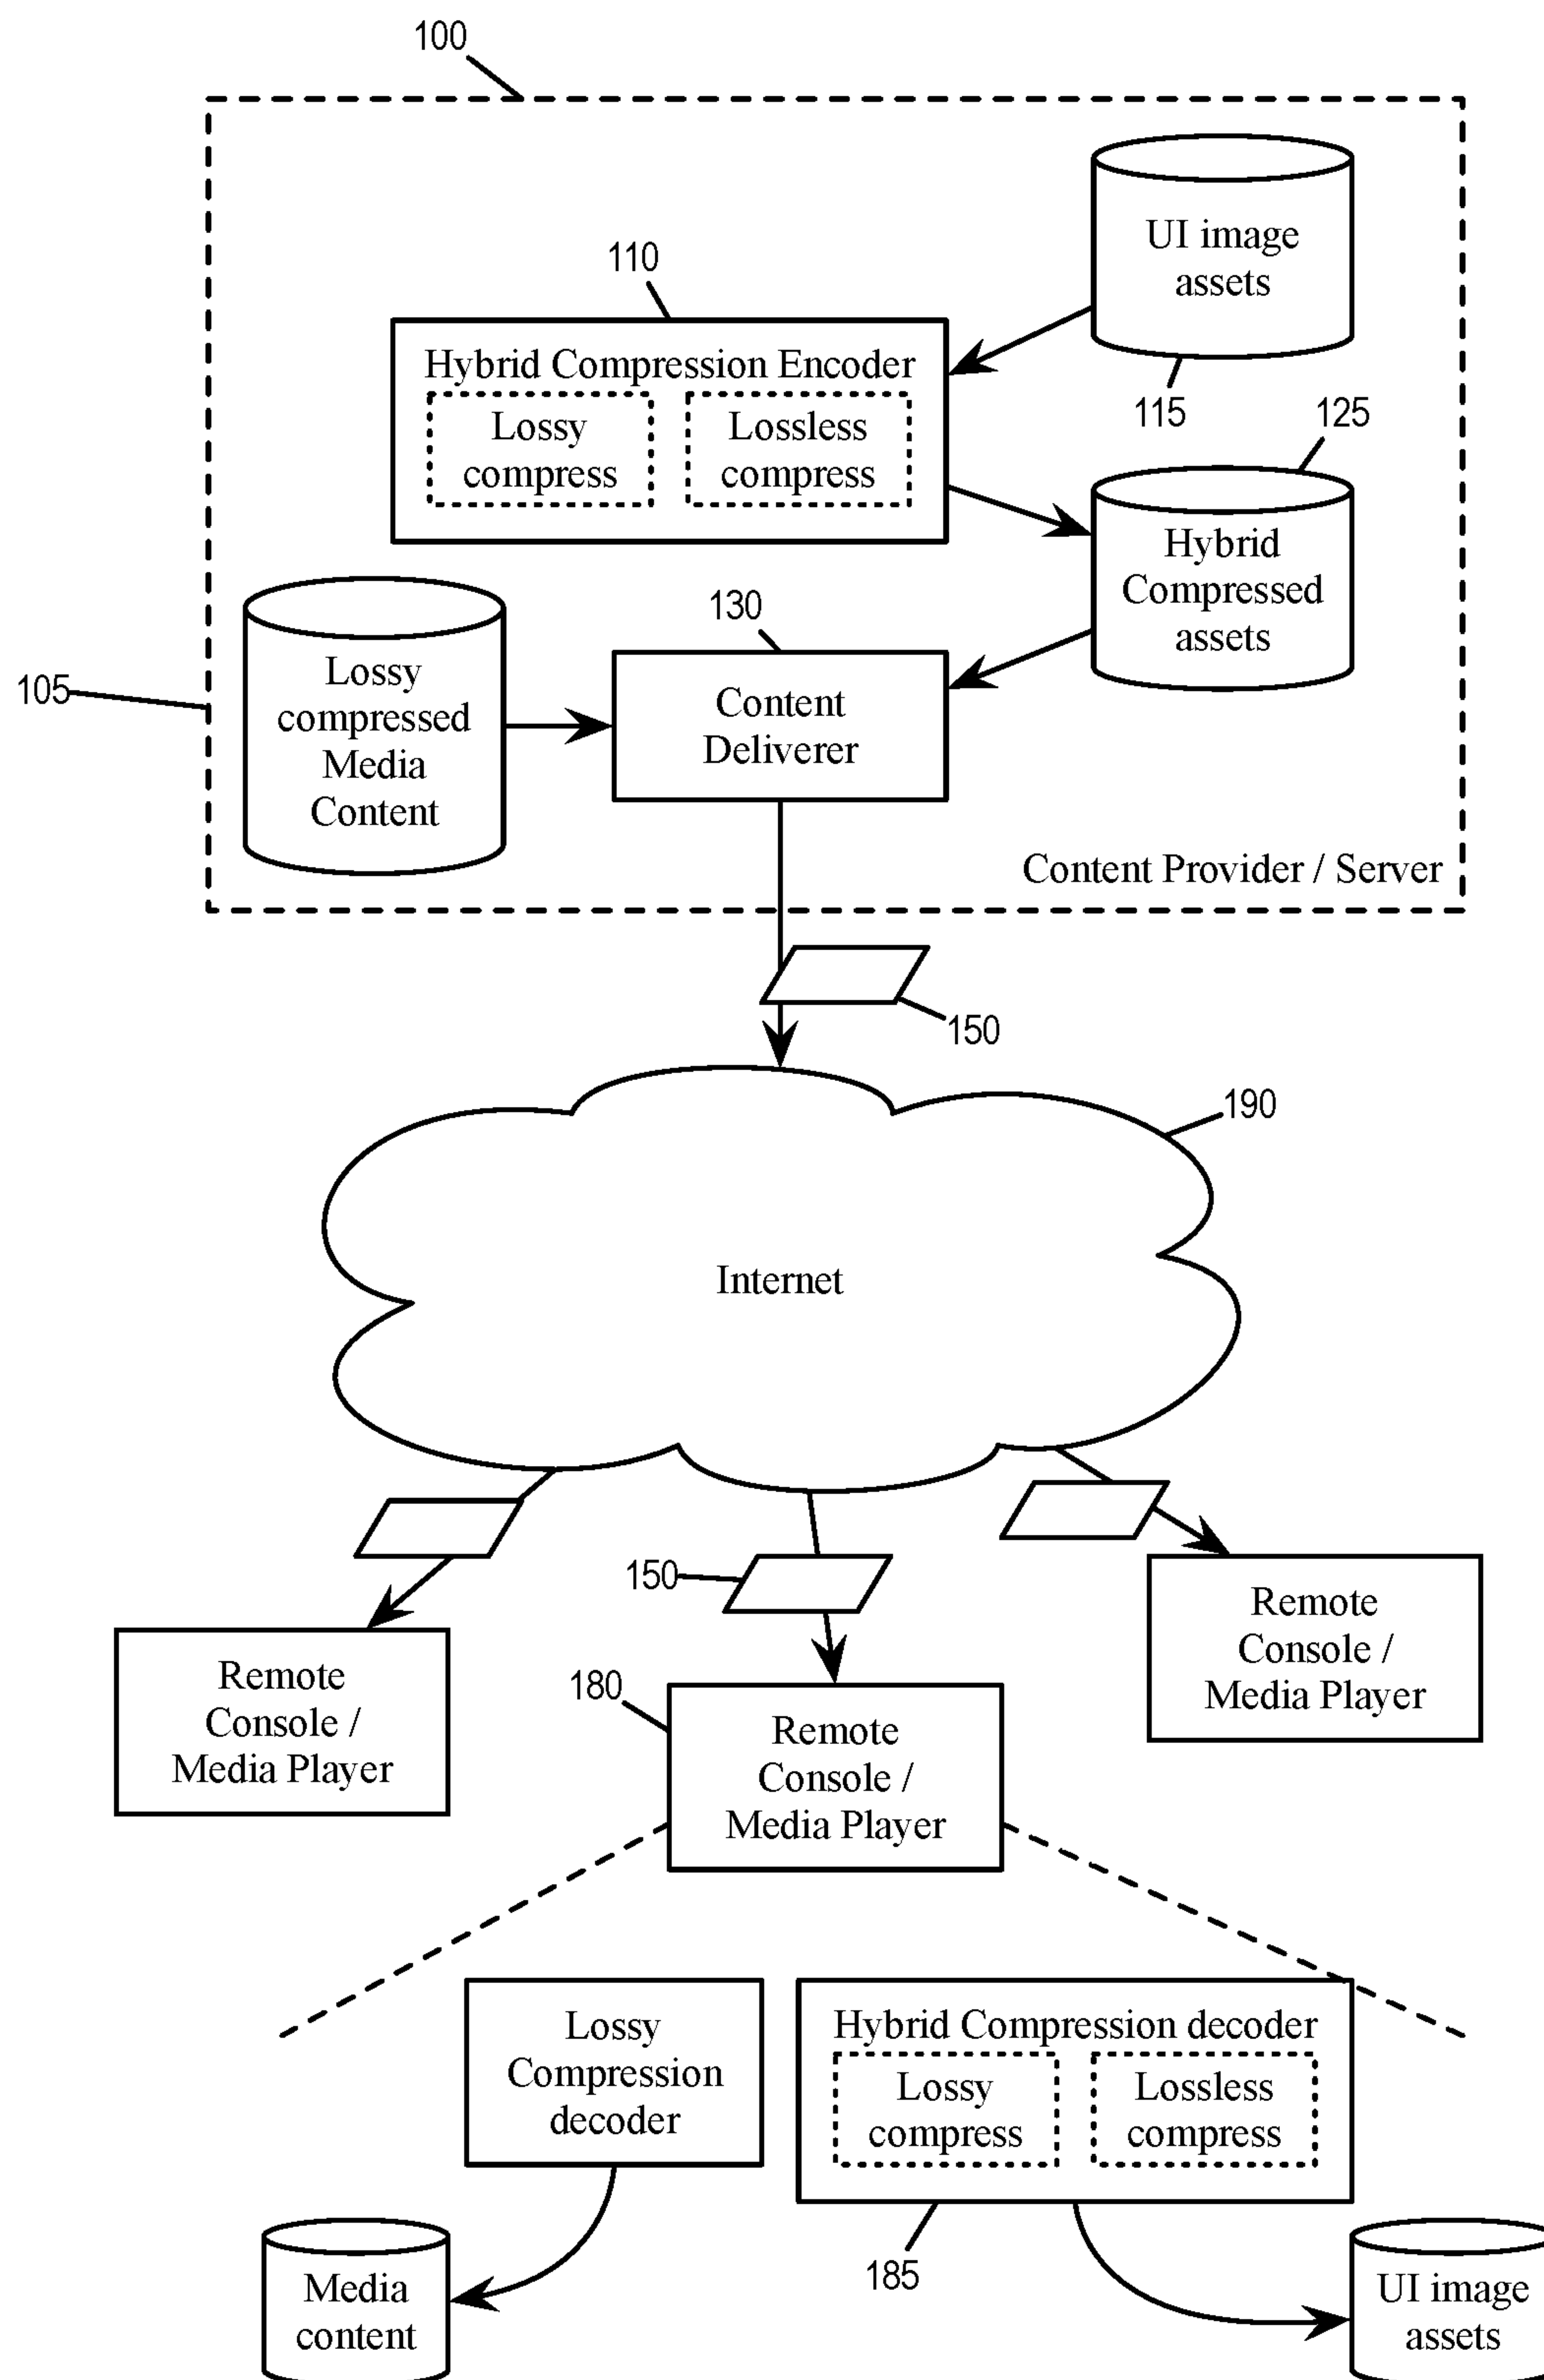 100
UI image
assets
110
Hybrid Compression Encoder
Lossy
compress
Lossless
compress
115
125
Hybrid
Compressed
assets
130
105
Lossy
compressed
Media
Content
Content
Deliverer
Content Provider / Server
150
190
Internet
150
Remote
Console /
Media Player
180
Remote
Console /
Media Player
Remote
Console /
Media Player
Lossy
Compression
decoder
Hybrid Compression decoder
Lossy
compress
Lossless
compress
185
Media
content
UI image
assets